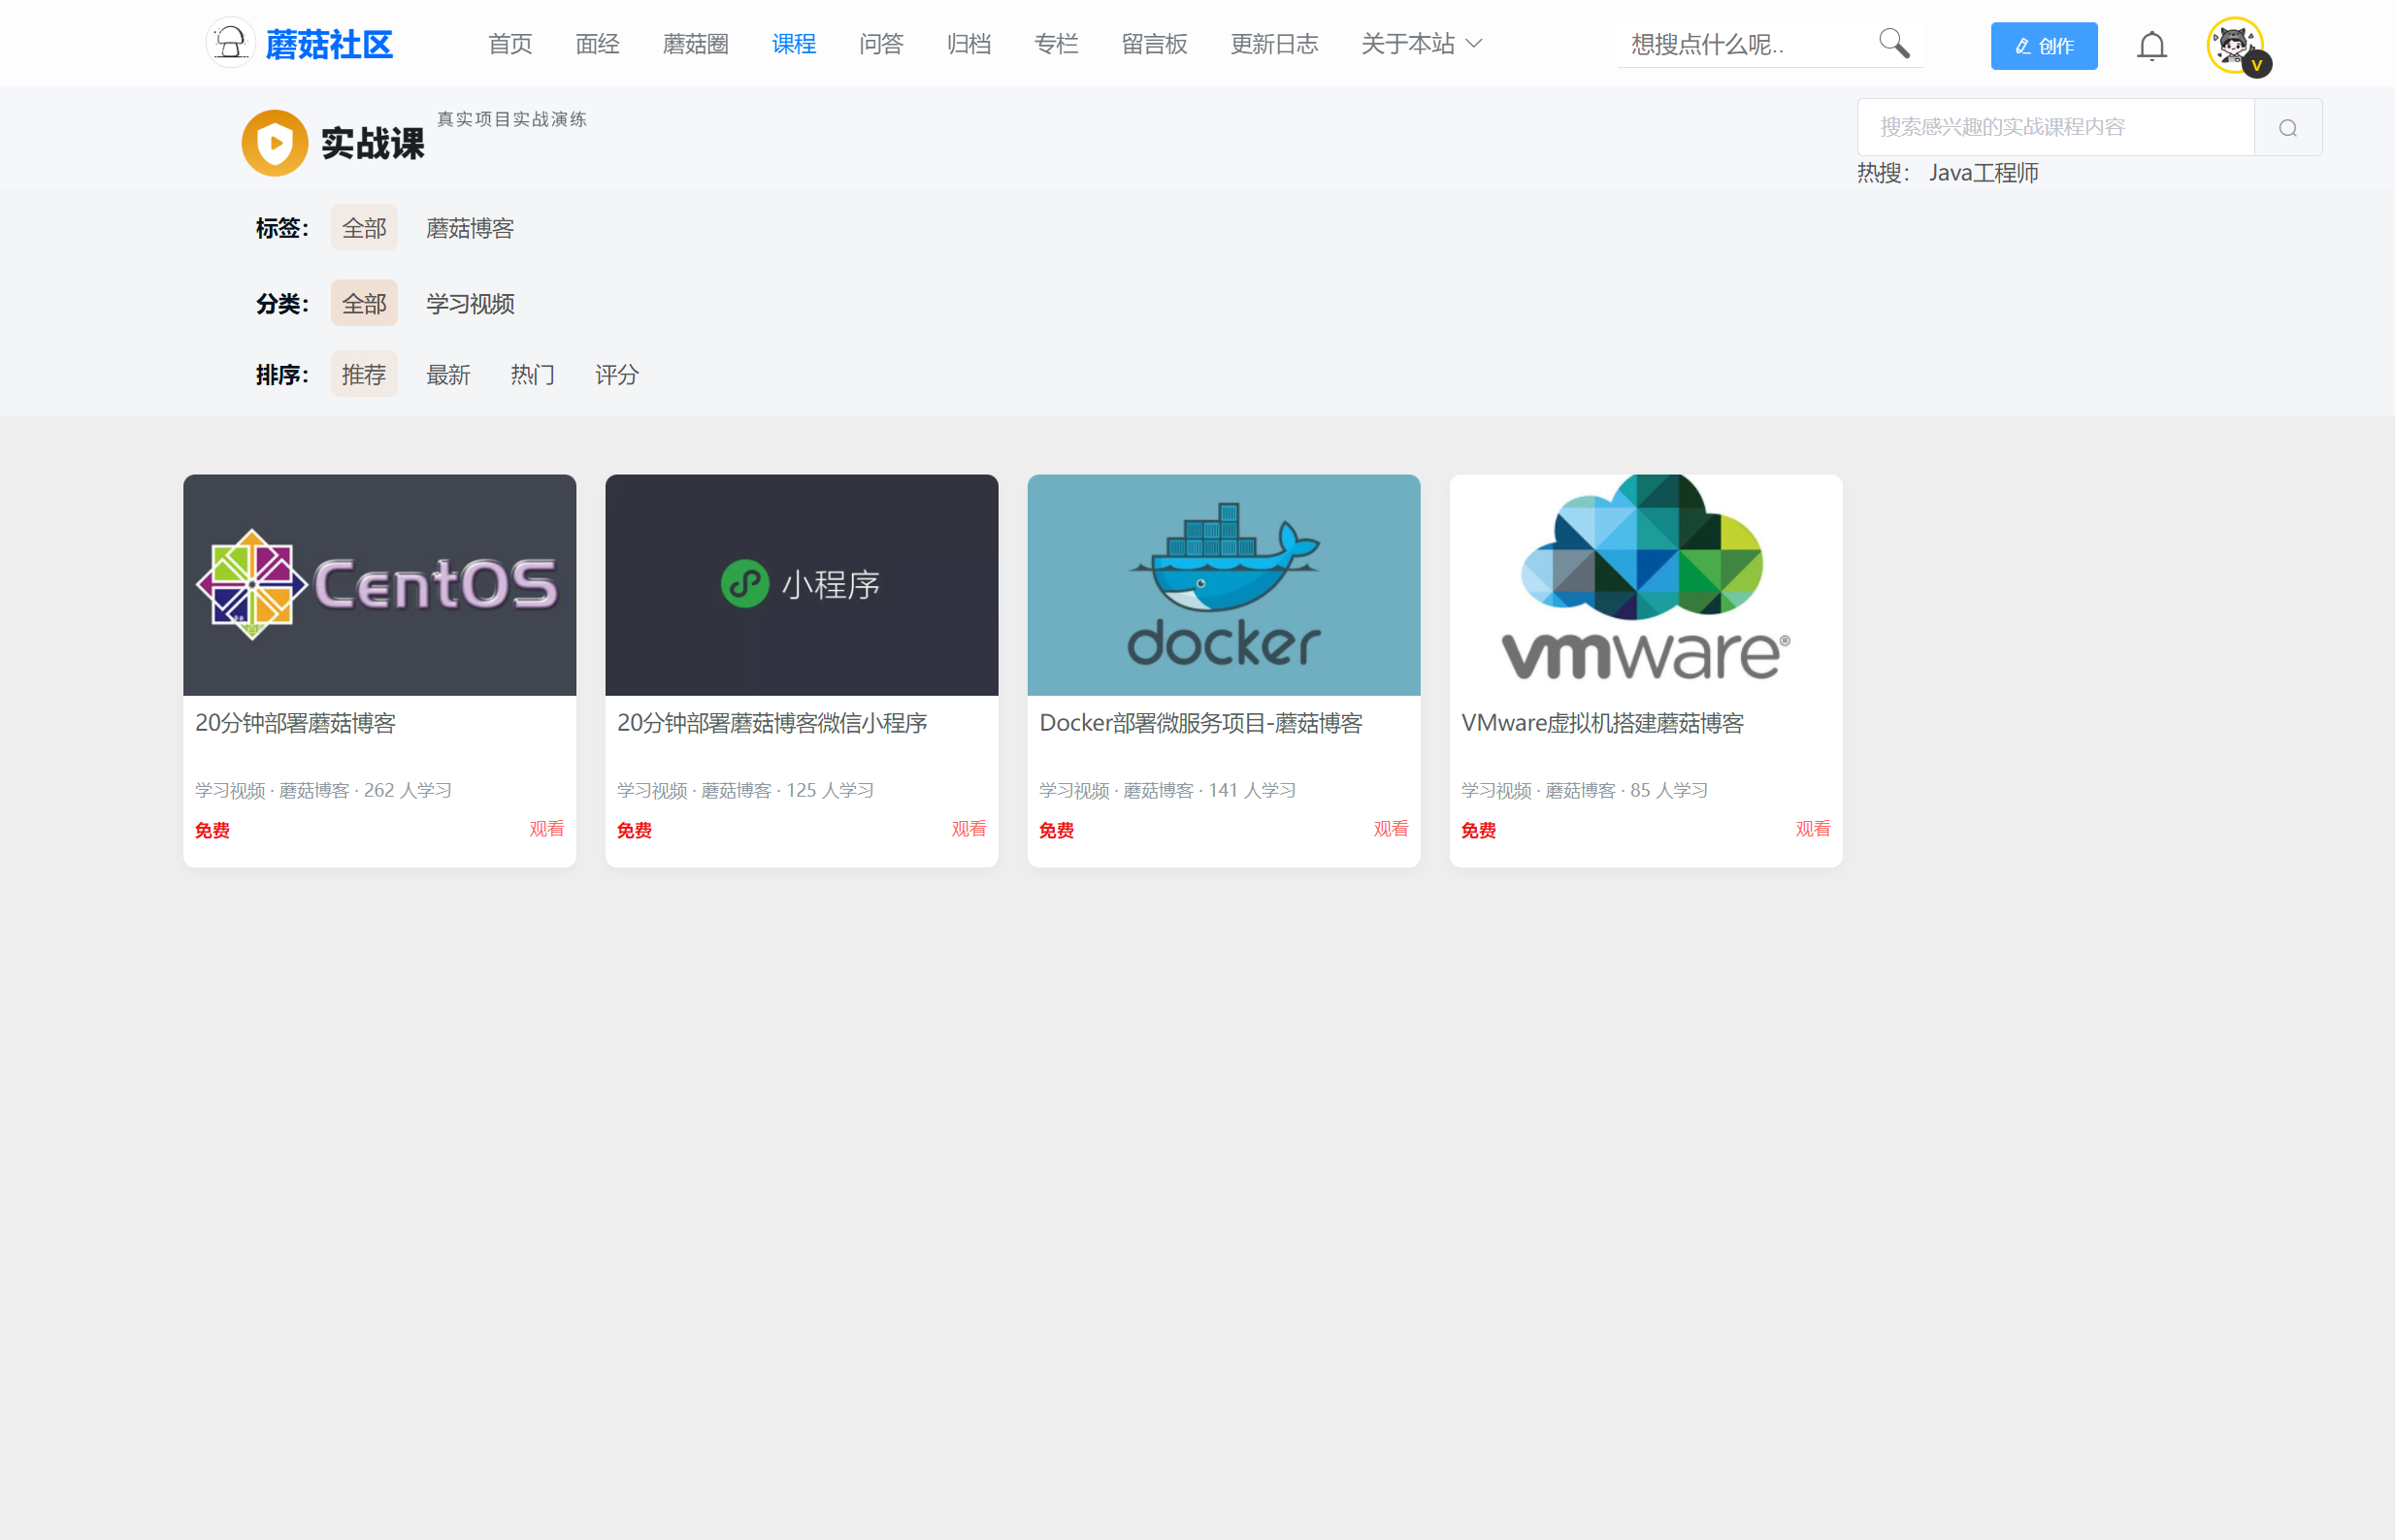 蘑菇社区 首页 面经 蘑菇圈 课程 问答 归档 专栏 留言板 更新日志 关于本站 想搜点什么呢.. 创作 V
实战课 真实项目实战演练 搜索感兴趣的实战课程内容
热搜： Java工程师
标签： 全部 蘑菇博客
分类： 全部 学习视频
排序： 推荐 最新 热门 评分
CentOS
小程序
docker
vmware®
20分钟部署蘑菇博客
学习视频 · 蘑菇博客 · 262 人学习
免费 观看
20分钟部署蘑菇博客微信小程序
学习视频 · 蘑菇博客 · 125 人学习
免费 观看
Docker部署微服务项目-蘑菇博客
学习视频 · 蘑菇博客 · 141 人学习
免费 观看
VMware虚拟机搭建蘑菇博客
学习视频 · 蘑菇博客 · 85 人学习
免费 观看